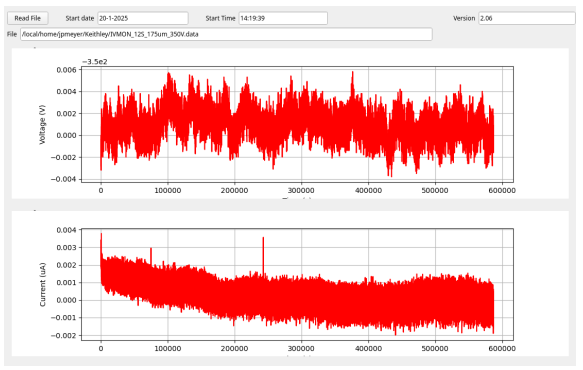 Read File Start date 20-1-2025 Start Time 14:19:39 Version 2.06
File /local/home/jpmeyer/Keithley/IVMON_12S_175um_350V.data
−3.5e2
0.006
0.004
0.002
0.000
−0.002
−0.004
Voltage (V)
0 100000 200000 300000 400000 500000 600000
0.004
0.003
0.002
0.001
0.000
−0.001
−0.002
Current (uA)
0 100000 200000 300000 400000 500000 600000